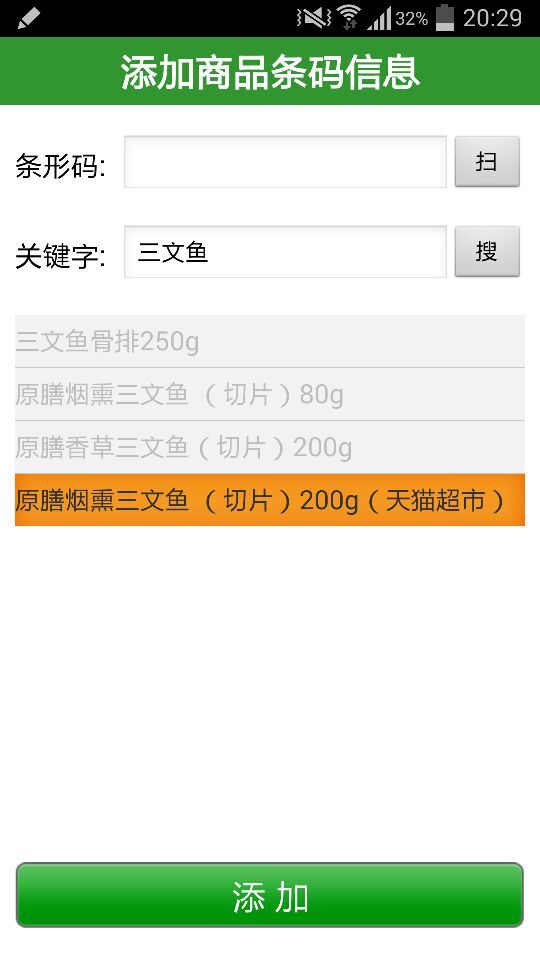 32% 20:29
添加商品条码信息
条形码: 扫
关键字: 三文鱼 搜
三文鱼骨排250g
原膳烟熏三文鱼 （切片）80g
原膳香草三文鱼（切片）200g
原膳烟熏三文鱼 （切片）200g（天猫超市）
添 加